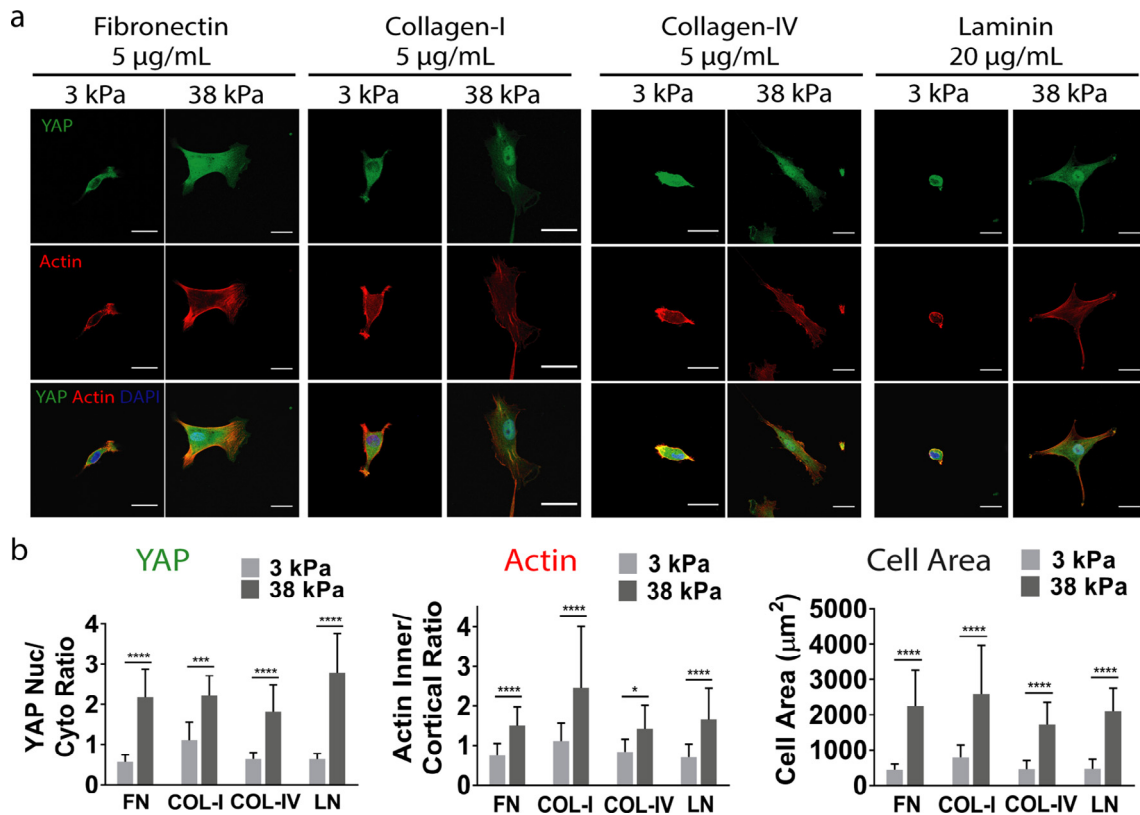 a
Fibronectin
5 µg/mL
Collagen-I
5 µg/mL
Collagen-IV
5 µg/mL
Laminin
20 µg/mL
3 kPa 38 kPa 3 kPa 38 kPa 3 kPa 38 kPa 3 kPa 38 kPa
YAP
Actin
YAP Actin DAPI
b
YAP
3 kPa
38 kPa
YAP Nuc/
Cyto Ratio
4
3
2
1
0
**** *** **** ****
FN COL-I COL-IV LN
Actin
3 kPa
38 kPa
Actin Inner/
Cortical Ratio
4
3
2
1
0
**** **** * ****
FN COL-I COL-IV LN
Cell Area
3 kPa
38 kPa
Cell Area (µm²)
5000
4000
3000
2000
1000
0
**** **** **** ****
FN COL-I COL-IV LN